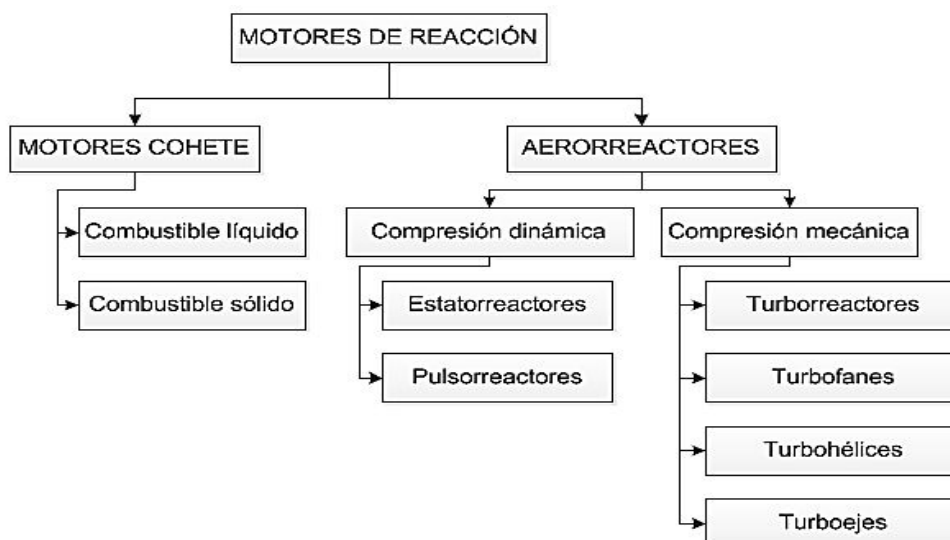 MOTORES DE REACCIÓN
MOTORES COHETE
AERORREACTORES
Combustible líquido
Combustible sólido
Compresión dinámica
Estatorreactores
Pulsorreactores
Compresión mecánica
Turborreactores
Turbofanes
Turbohélices
Turboejes